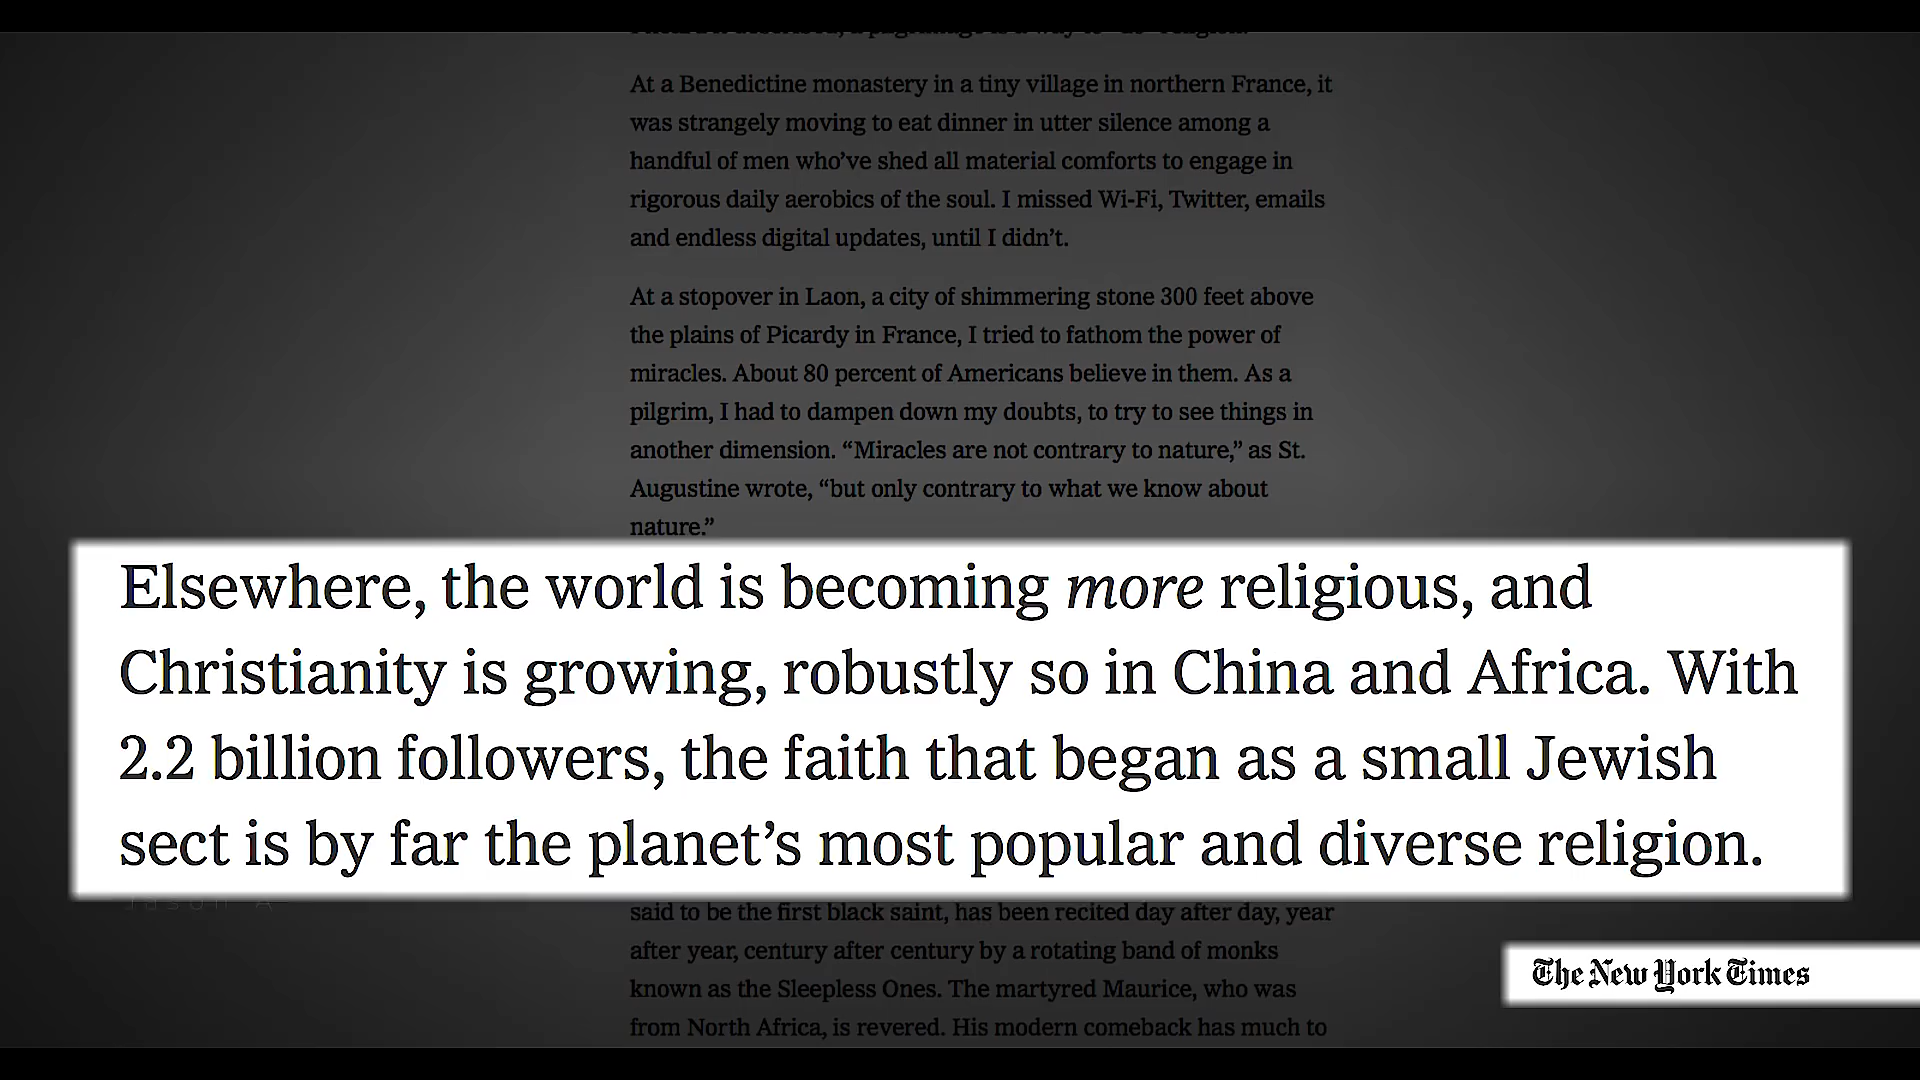 At a Benedictine monastery in a tiny village in northern France, it
was strangely moving to eat dinner in utter silence among a
handful of men who’ve shed all material comforts to engage in
rigorous daily aerobics of the soul. I missed Wi-Fi, Twitter, emails
and endless digital updates, until I didn’t.
At a stopover in Laon, a city of shimmering stone 300 feet above
the plains of Picardy in France, I tried to fathom the power of
miracles. About 80 percent of Americans believe in them. As a
pilgrim, I had to dampen down my doubts, to try to see things in
another dimension. “Miracles are not contrary to nature,” as St.
Augustine wrote, “but only contrary to what we know about
nature.”
Elsewhere, the world is becoming more religious, and
Christianity is growing, robustly so in China and Africa. With
2.2 billion followers, the faith that began as a small Jewish
sect is by far the planet’s most popular and diverse religion.
said to be the first black saint, has been recited day after day, year
after year, century after century by a rotating band of monks
known as the Sleepless Ones. The martyred Maurice, who was
from North Africa, is revered. His modern comeback has much to
The New York Times